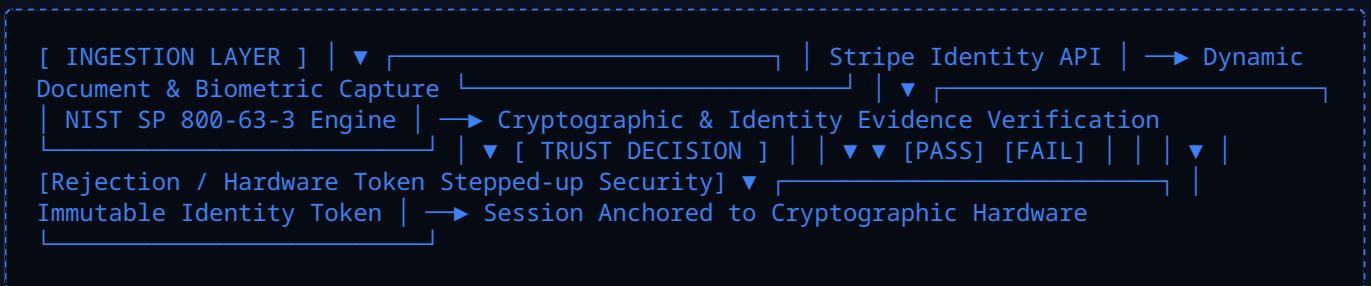 [ INGESTION LAYER ] │ ▼ ┌───────────────────────────┐ │ Stripe Identity API │ ──► Dynamic
Document & Biometric Capture └───────────────────────────┘ │ ▼ ┌───────────────────────────┐
│ NIST SP 800-63-3 Engine │ ──► Cryptographic & Identity Evidence Verification
└───────────────────────────┘ │ ▼ [ TRUST DECISION ] │ │ ▼ ▼ [PASS] [FAIL] │ │ │ ▼ │
[Rejection / Hardware Token Stepped-up Security] ▼ ┌───────────────────────────┐ │
Immutable Identity Token │ ──► Session Anchored to Cryptographic Hardware
└───────────────────────────┘